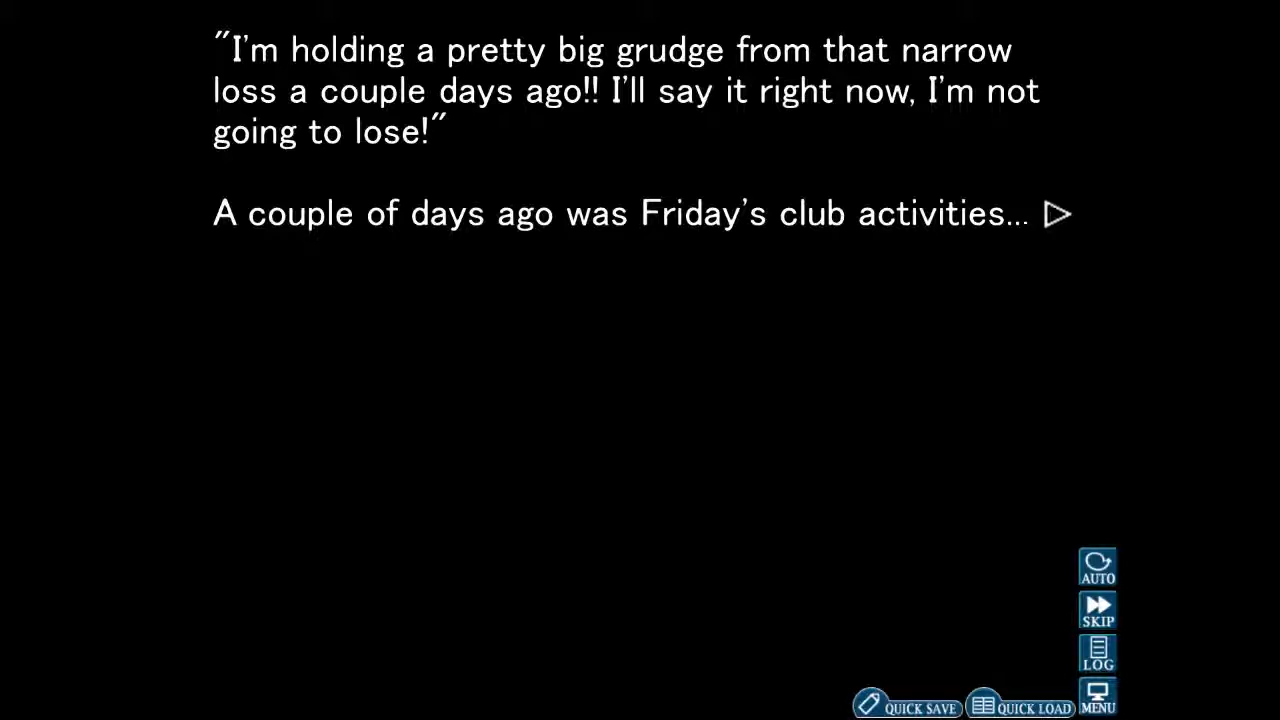 "I'm holding a pretty big grudge from that narrow
loss a couple days ago!! I'll say it right now, I'm not
going to lose!"
A couple of days ago was Friday's club activities...
AUTO
SKIP
LOG
MENU
QUICK SAVE
QUICK LOAD